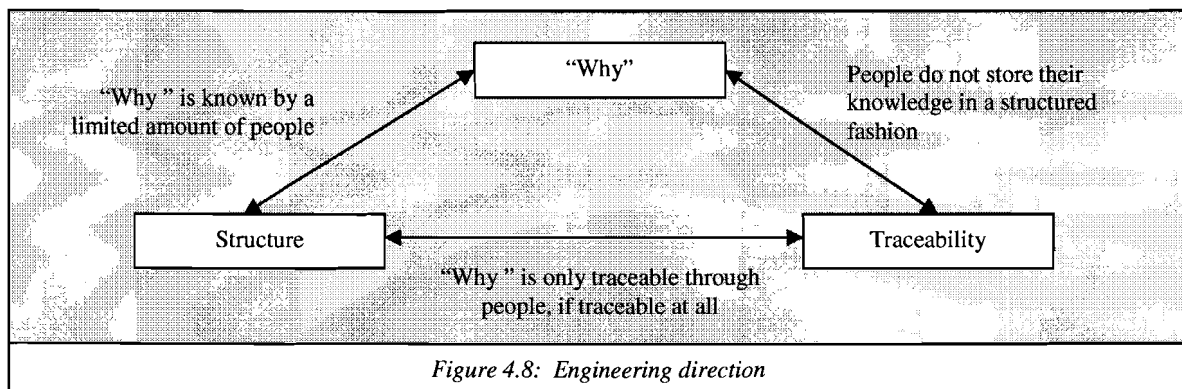 “Why”
“Why ” is known by a
limited amount of people
People do not store their
knowledge in a structured
fashion
Structure
Traceability
“Why ” is only traceable through
people, if traceable at all
Figure 4.8: Engineering direction